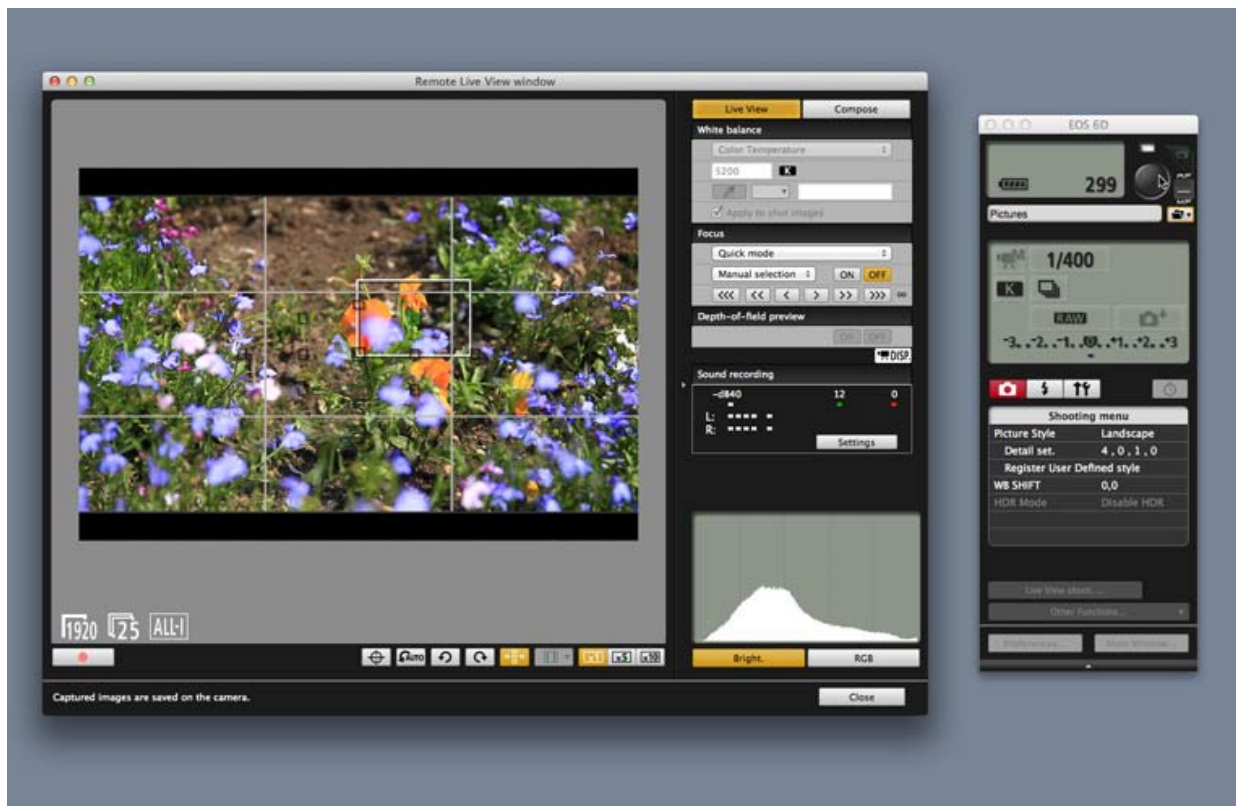 Remote Live View window
Live View Compose
White balance
Color Temperature
5200 K
Apply to shot images
Focus
Quick mode
Manual selection ON OFF
Depth-of-field preview
ON OFF
DISP.
Sound recording
-dB40 12 0
L:
R:
Settings
1920 25 ALL-I
AUTO x1 x5 x10
Bright. RGB
Captured images are saved on the camera.
Close
EOS 6D
299
Pictures
M 1/400
K
RAW
-3..-2..-1..0..+1..+2..+3
Shooting menu
Picture Style Landscape
Detail set. 4 , 0 , 1 , 0
Register User Defined style
WB SHIFT 0,0
HDR Mode Disable HDR
Live View shoot. ...
Other Functions...
Preferences... Main Window...